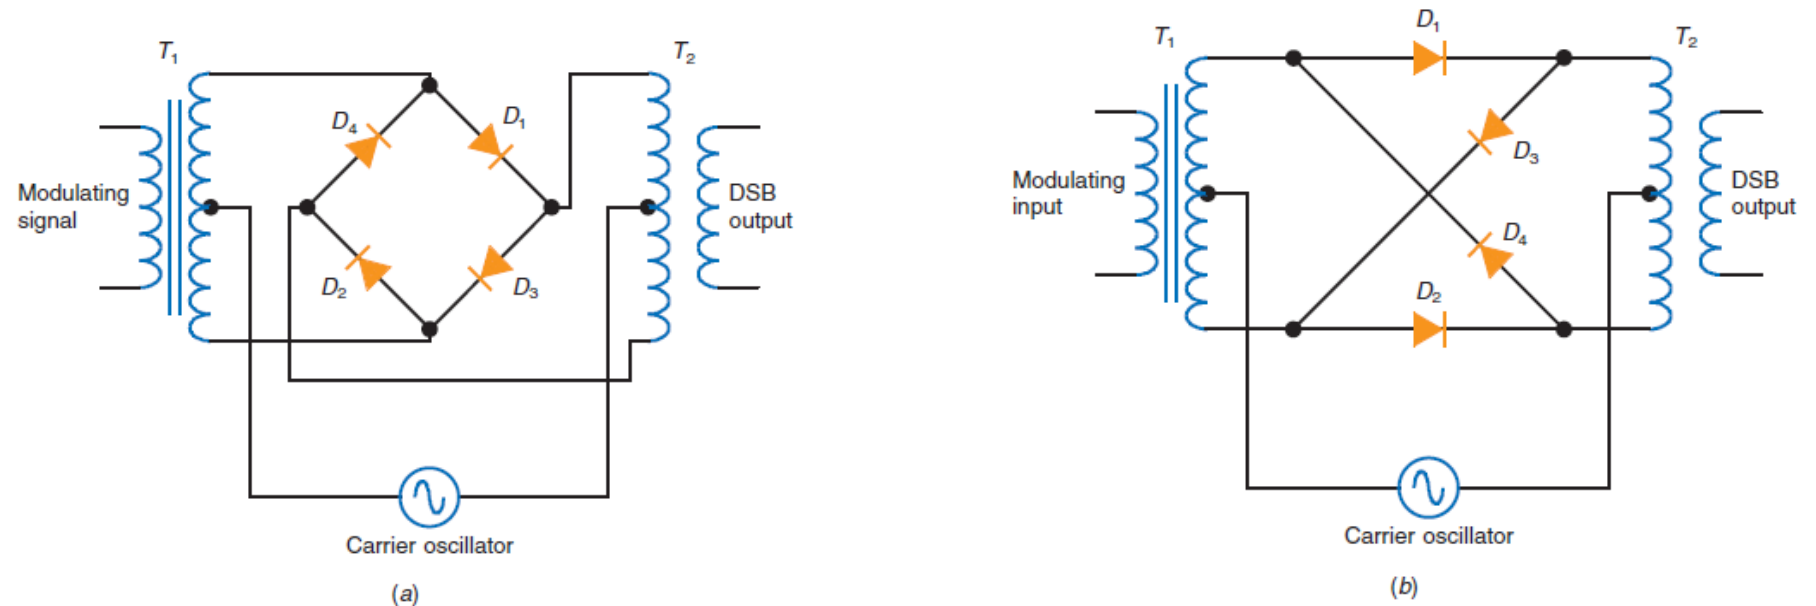 T1
T2
D4
D1
Modulating
signal
DSB
output
D2
D3
Carrier oscillator
(a)
D1
T1
T2
D3
Modulating
input
DSB
output
D4
D2
Carrier oscillator
(b)